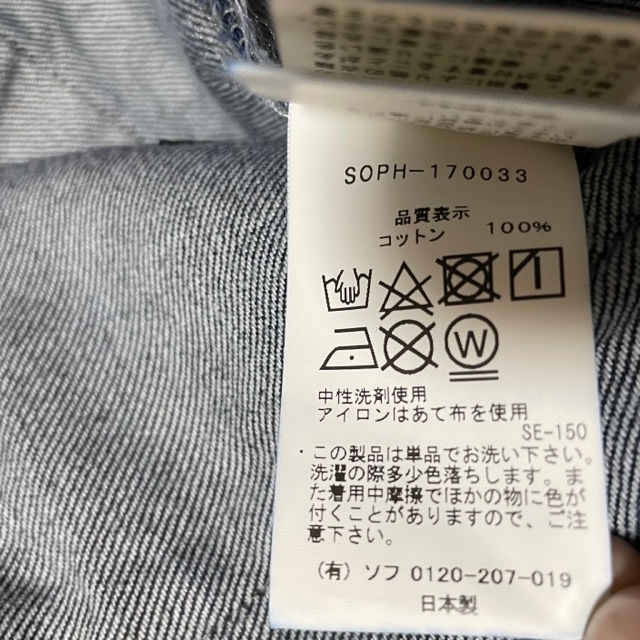 SOPH-170033
品質表示
コットン 100%
W
中性洗剤使用
アイロンはあて布を使用
SE-150
・この製品は単品でお洗い下さい。
洗濯の際多少色落ちします。ま
た着用中摩擦でほかの物に色が
付くことがありますので、ご注
意下さい。
(有) ソフ 0120-207-019
日本製